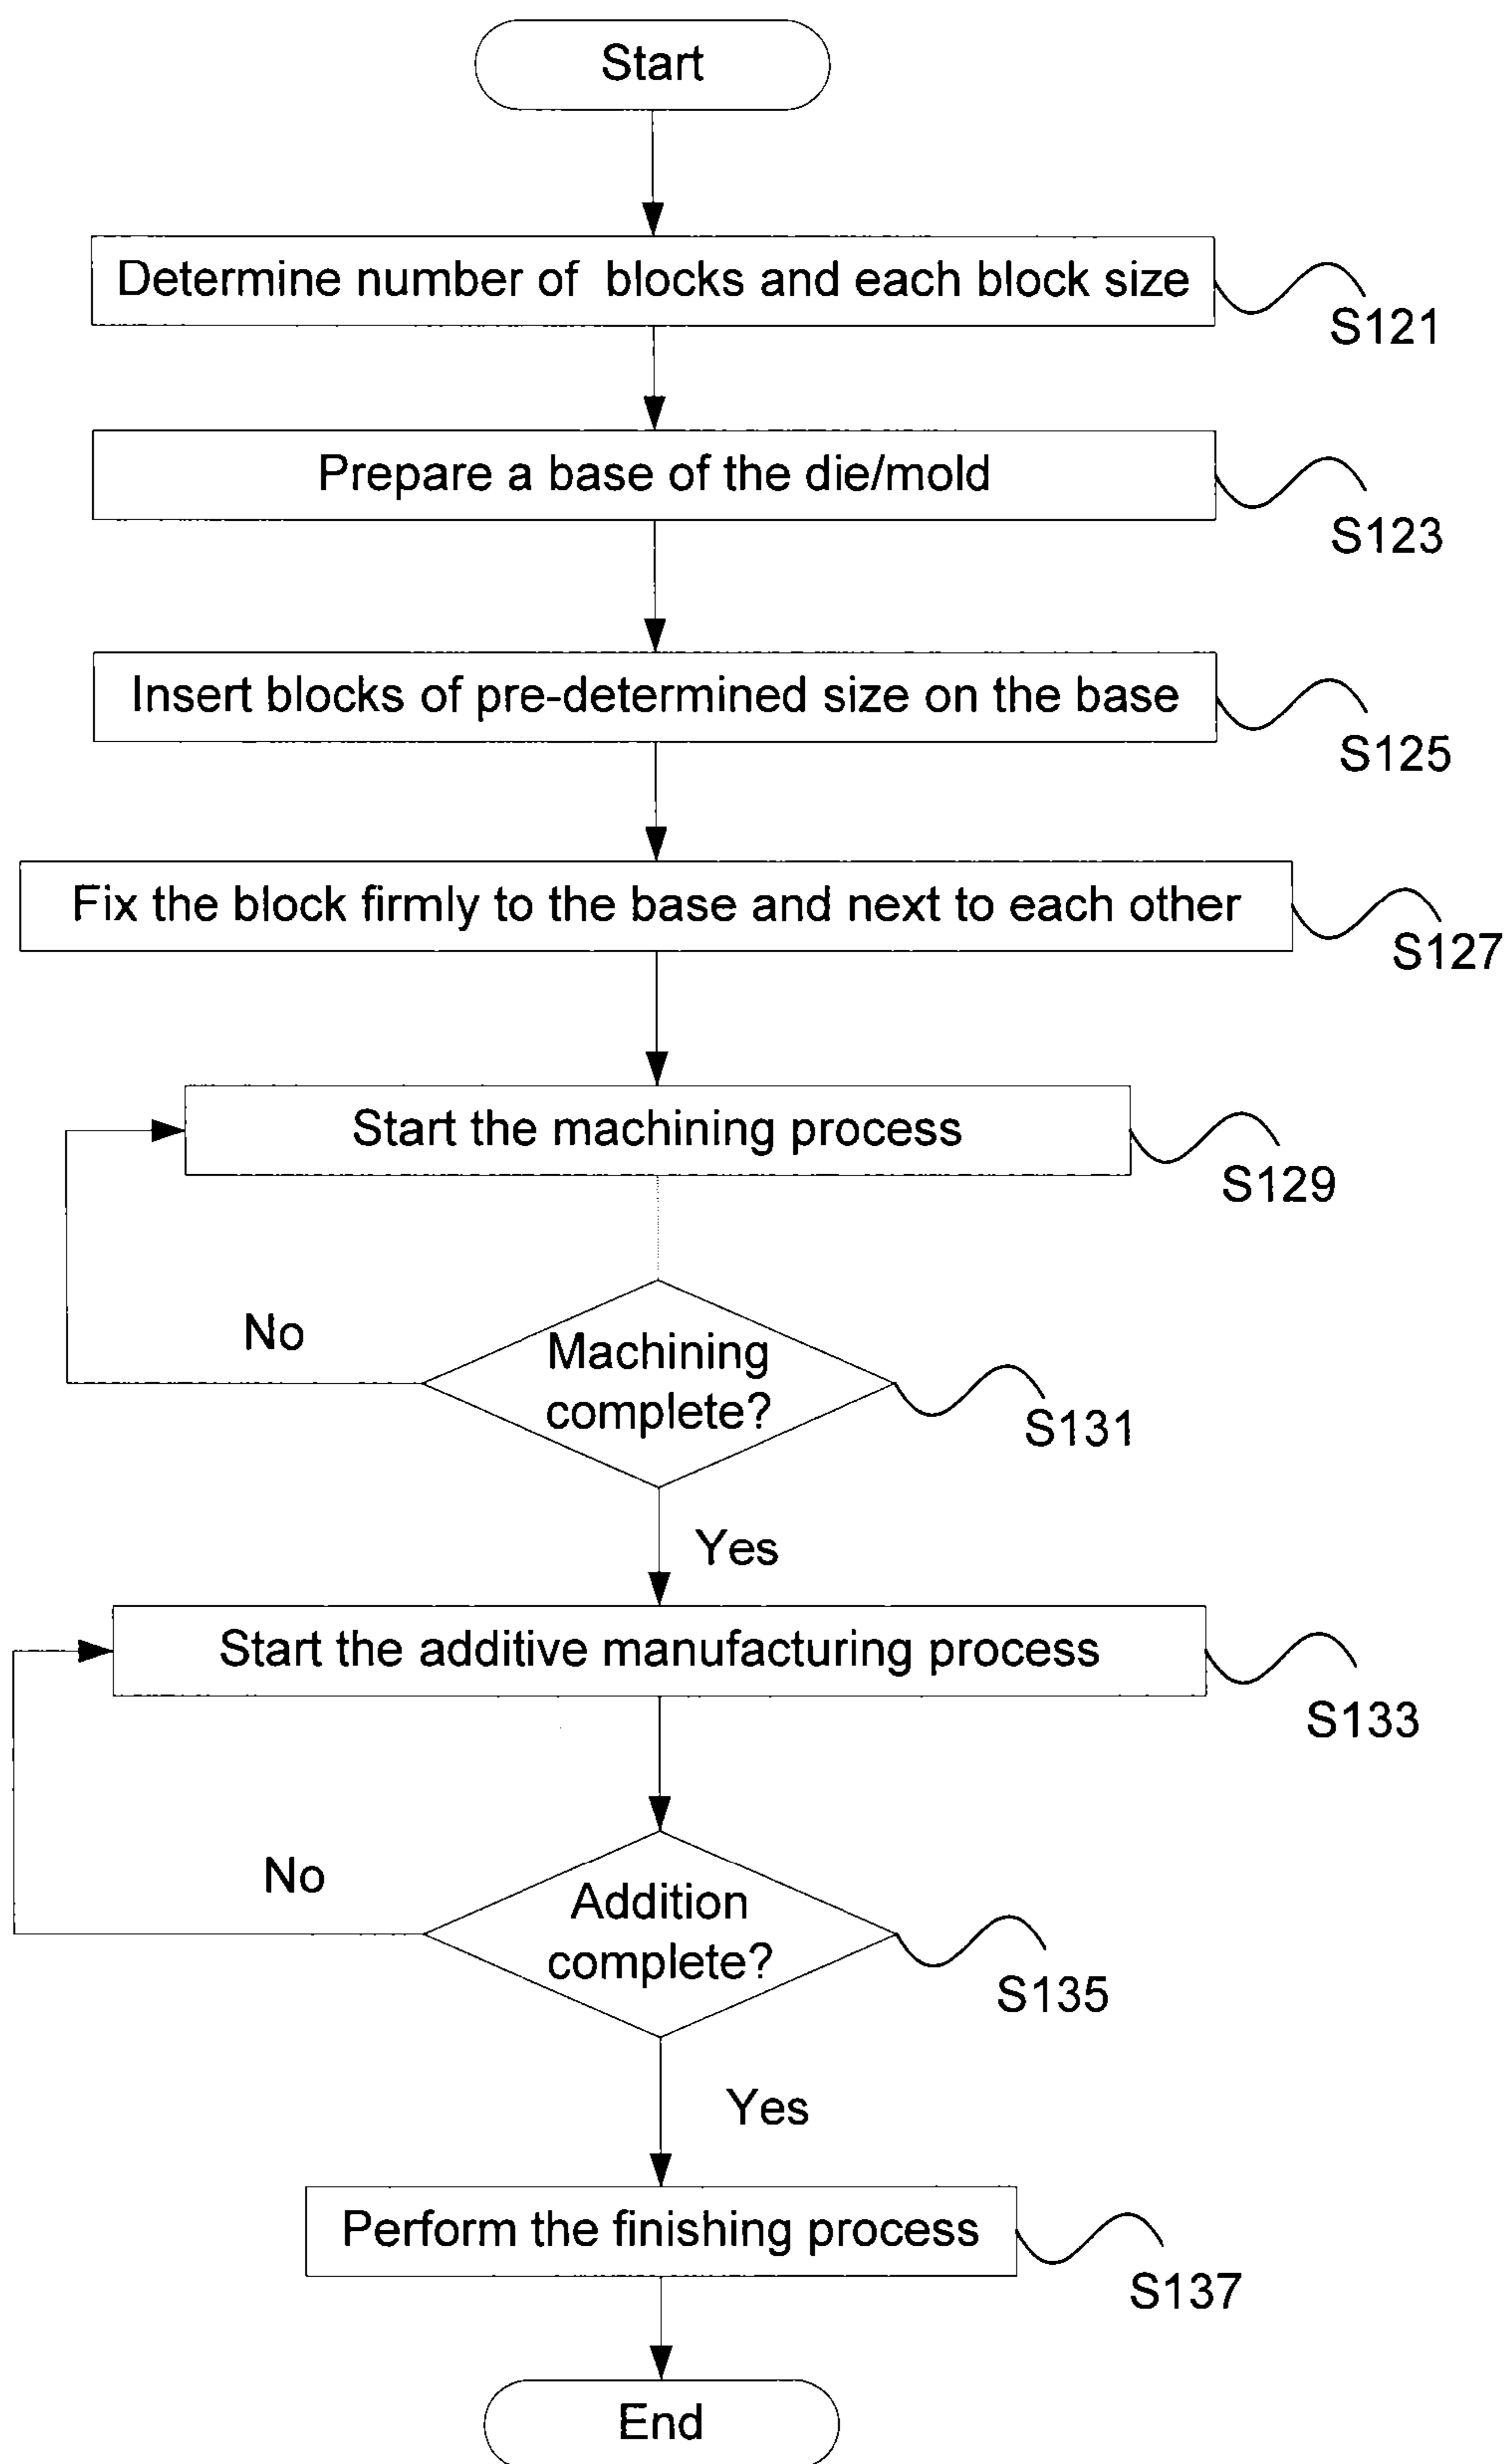 Start
Determine number of blocks and each block size
S121
Prepare a base of the die/mold
S123
Insert blocks of pre-determined size on the base
S125
Fix the block firmly to the base and next to each other
S127
Start the machining process
S129
No
Machining
complete?
S131
Yes
Start the additive manufacturing process
S133
No
Addition
complete?
S135
Yes
Perform the finishing process
S137
End